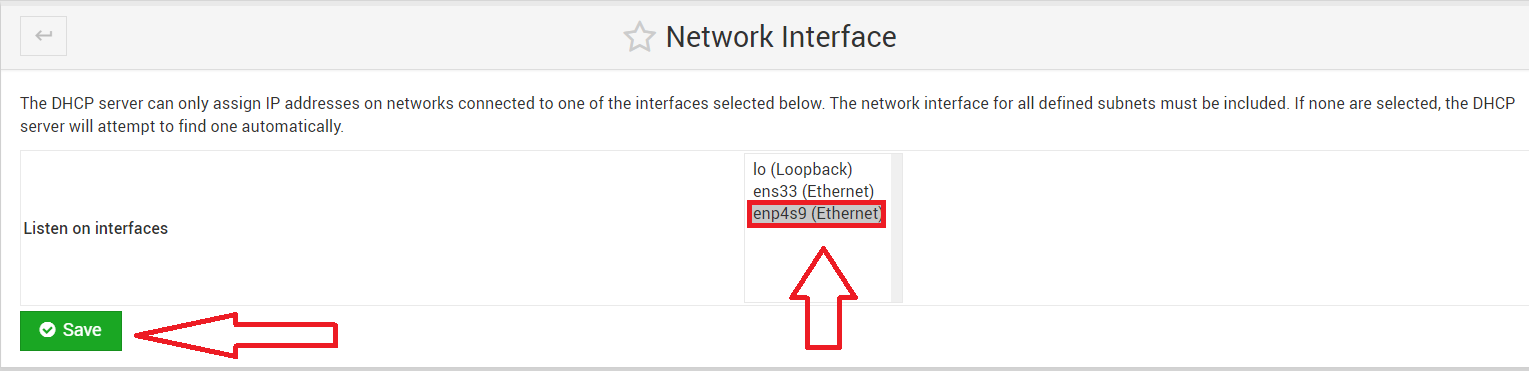 Network Interface
The DHCP server can only assign IP addresses on networks connected to one of the interfaces selected below. The network interface for all defined subnets must be included. If none are selected, the DHCP
server will attempt to find one automatically.
Listen on interfaces
lo (Loopback)
ens33 (Ethernet)
enp4s9 (Ethernet)
Save